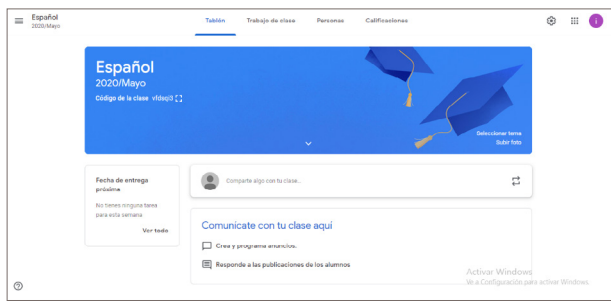 Español
2020/Mayo
Tablón Trabajo de clase Personas Calificaciones
i
Español
2020/Mayo
Código de la clase vfdsqi3
Seleccionar tema
Subir foto
Fecha de entrega
próxima
No tienes ninguna tarea
para esta semana
Ver todo
Comparte algo con tu clase...
Comunícate con tu clase aquí
Crea y programa anuncios.
Responde a las publicaciones de los alumnos
Activar Windows
Ve a Configuración para activar Windows.